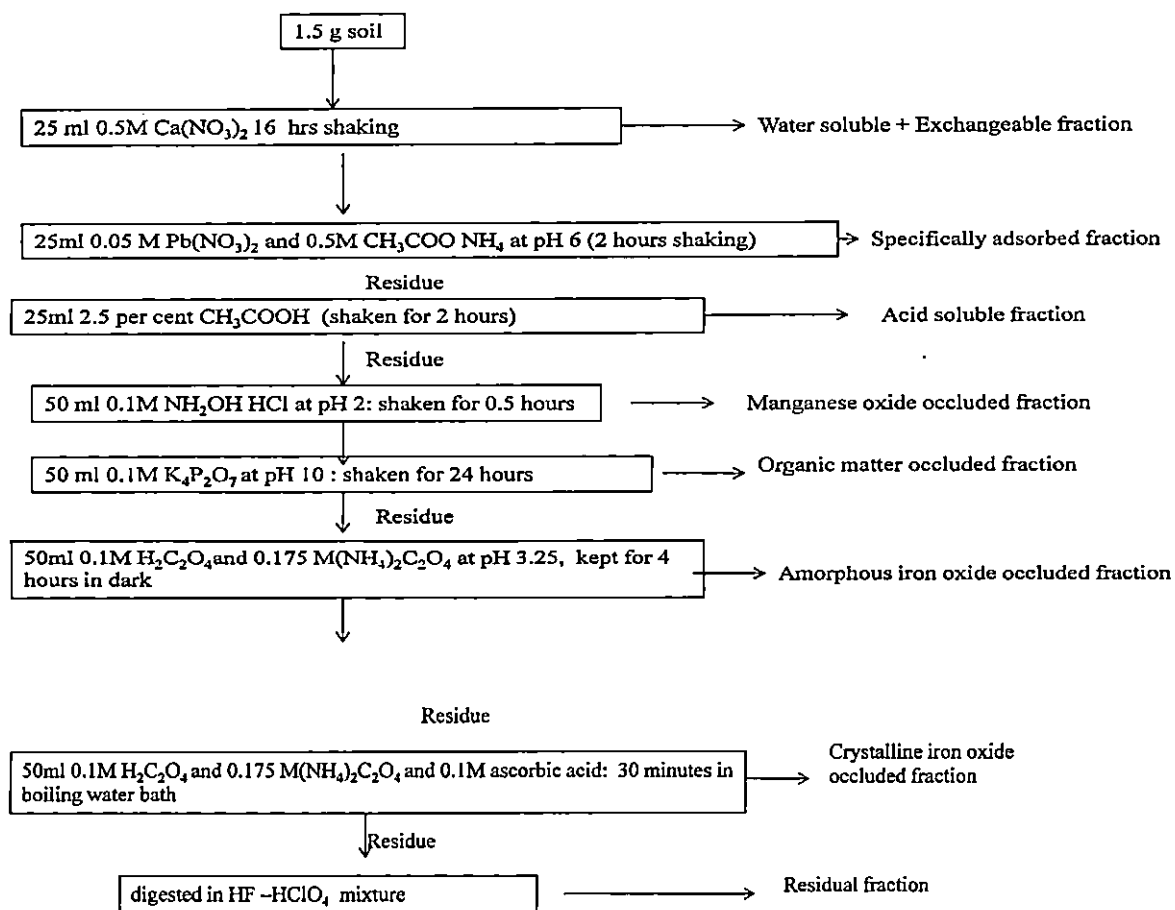 1.5 g soil
25 ml 0.5M Ca(NO₃)₂ 16 hrs shaking
Water soluble + Exchangeable fraction
25ml 0.05 M Pb(NO₃)₂ and 0.5M CH₃COO NH₄ at pH 6 (2 hours shaking)
Specifically adsorbed fraction
Residue
25ml 2.5 per cent CH₃COOH (shaken for 2 hours)
Acid soluble fraction
Residue
50 ml 0.1M NH₂OH HCl at pH 2: shaken for 0.5 hours
Manganese oxide occluded fraction
50 ml 0.1M K₄P₂O₇ at pH 10 : shaken for 24 hours
Organic matter occluded fraction
Residue
50ml 0.1M H₂C₂O₄ and 0.175 M(NH₄)₂C₂O₄ at pH 3.25, kept for 4
hours in dark
Amorphous iron oxide occluded fraction
Residue
50ml 0.1M H₂C₂O₄ and 0.175 M(NH₄)₂C₂O₄ and 0.1M ascorbic acid: 30 minutes in
boiling water bath
Crystalline iron oxide
occluded fraction
Residue
digested in HF –HClO₄ mixture
Residual fraction